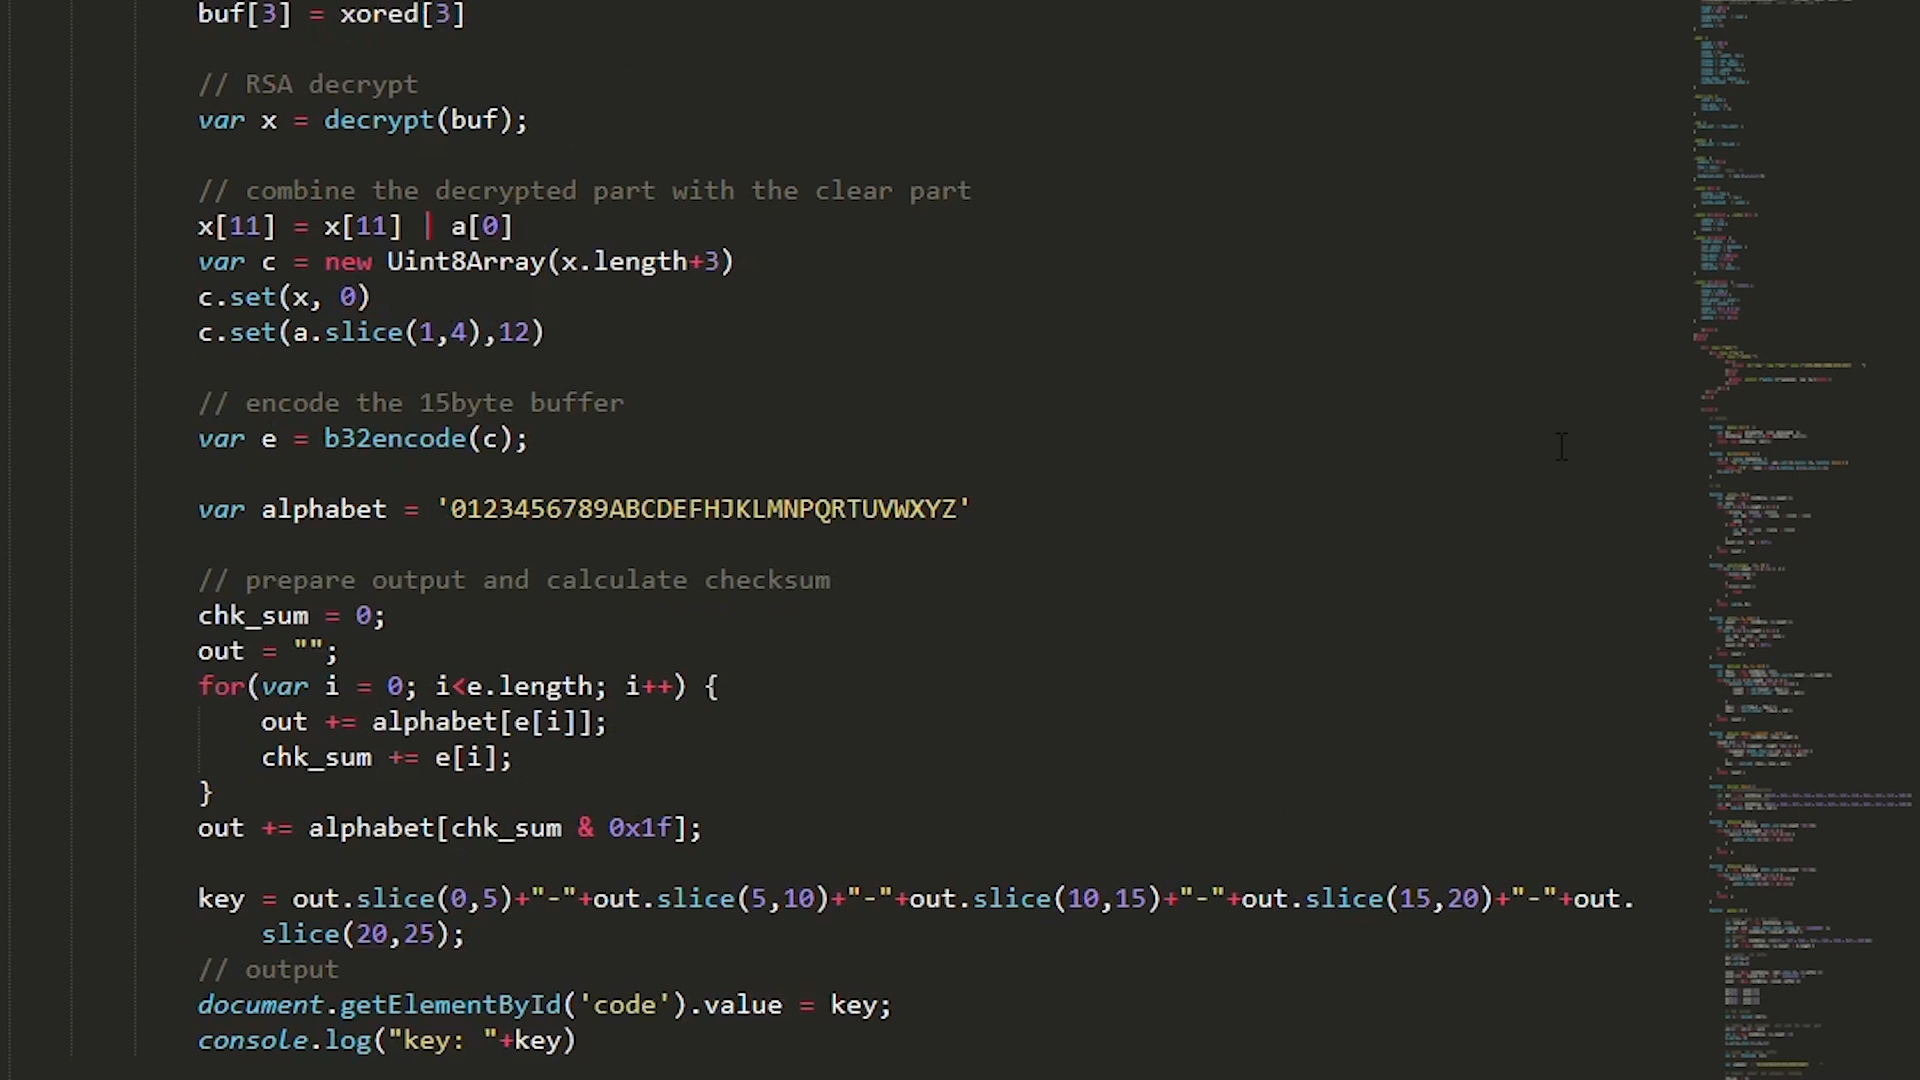 buf[3] = xored[3]
// RSA decrypt
var x = decrypt(buf);
// combine the decrypted part with the clear part
x[11] = x[11] | a[0]
var c = new Uint8Array(x.length+3)
c.set(x, 0)
c.set(a.slice(1,4),12)
// encode the 15byte buffer
var e = b32encode(c);
var alphabet = '0123456789ABCDEFHJKLMNPQRTUVWXYZ'
// prepare output and calculate checksum
chk_sum = 0;
out = "";
for(var i = 0; i<e.length; i++) {
out += alphabet[e[i]];
chk_sum += e[i];
}
out += alphabet[chk_sum & 0x1f];
key = out.slice(0,5)+"-"+out.slice(5,10)+"-"+out.slice(10,15)+"-"+out.slice(15,20)+"-"+out.
slice(20,25);
// output
document.getElementById('code').value = key;
console.log("key: "+key)